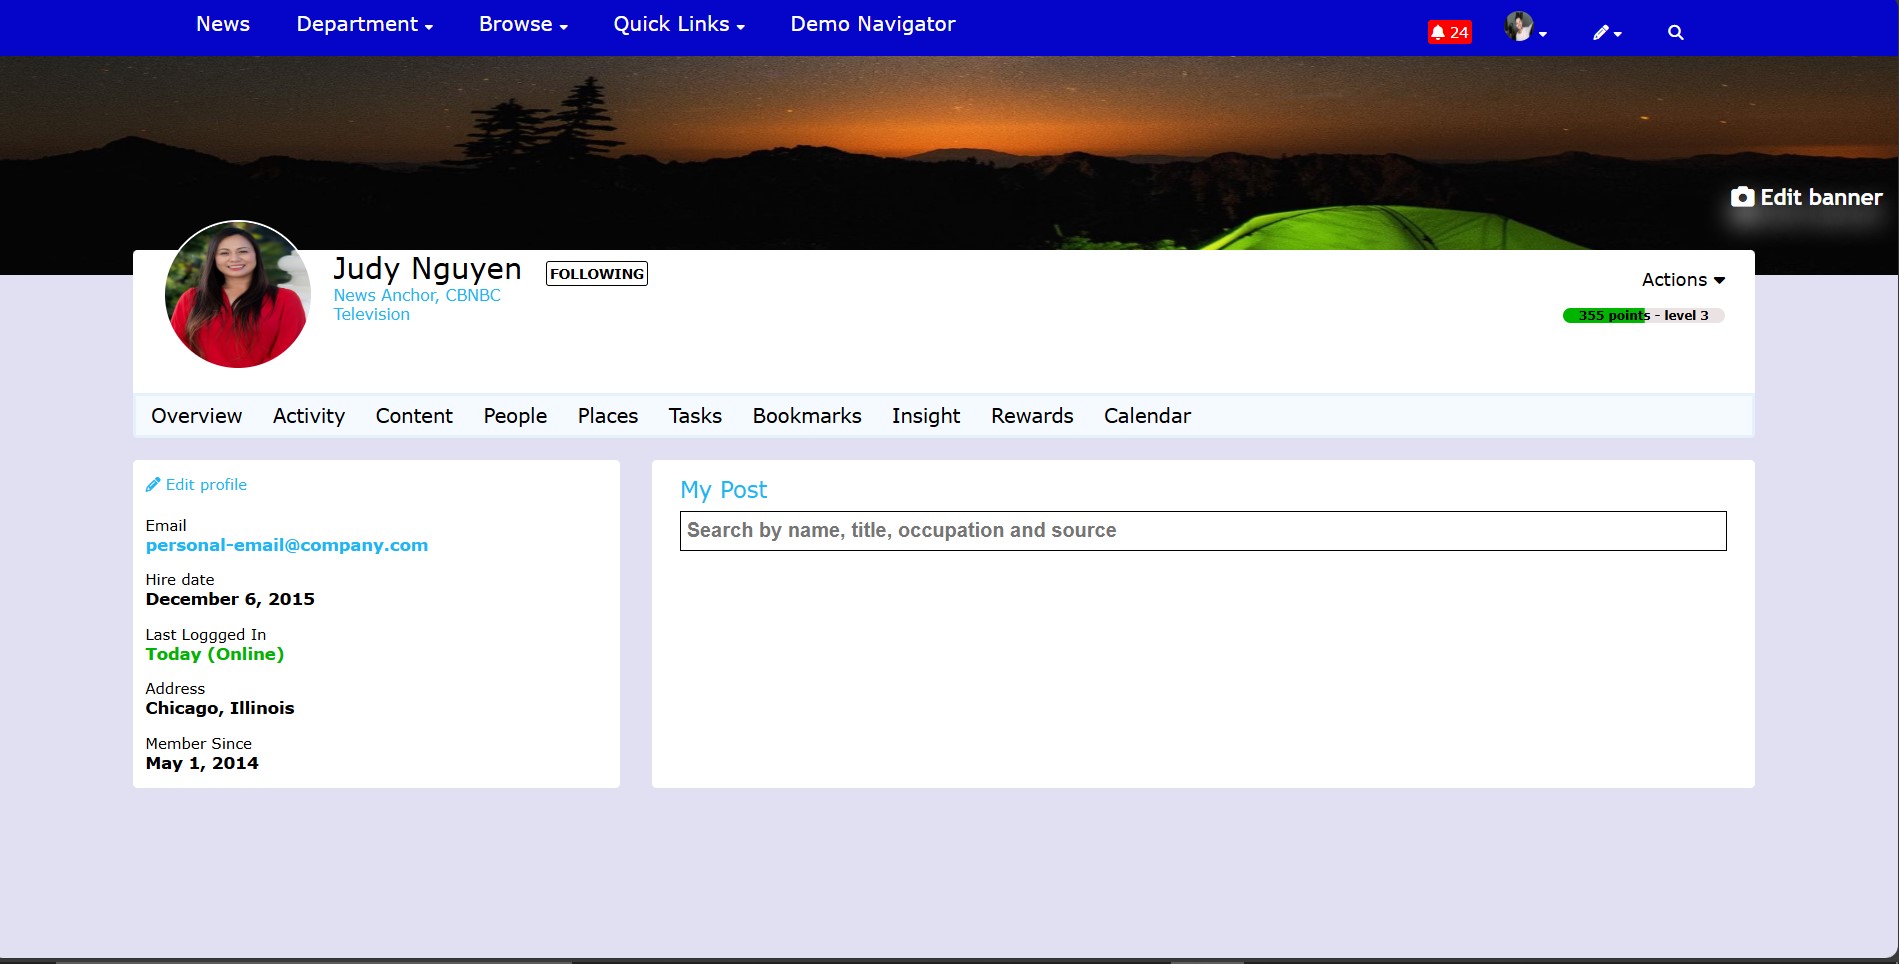 News Department Browse Quick Links Demo Navigator 24
Edit banner
Judy Nguyen FOLLOWING
News Anchor, CBNBC
Television
Actions
355 points - level 3
Overview Activity Content People Places Tasks Bookmarks Insight Rewards Calendar
Edit profile
Email
personal-email@company.com
Hire date
December 6, 2015
Last Loggged In
Today (Online)
Address
Chicago, Illinois
Member Since
May 1, 2014
My Post
Search by name, title, occupation and source